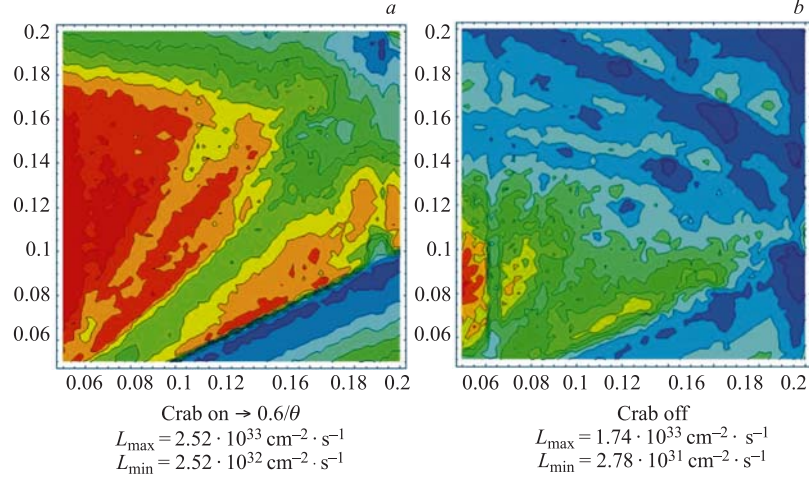 a
b
0.2
0.18
0.16
0.14
0.12
0.1
0.08
0.06
0.06 0.08 0.1 0.12 0.16 0.18 0.2
0.2
0.18
0.16
0.14
0.12
0.1
0.08
0.06
0.06 0.08 0.1 0.12 0.16 0.18 0.2
Crab on → 0.6/θ
L_max = 2.52 · 10^33 cm^–2 · s^–1
L_min = 2.52 · 10^32 cm^–2 · s^–1
Crab off
L_max = 1.74 · 10^33 cm^–2 · s^–1
L_min = 2.78 · 10^31 cm^–2 · s^–1